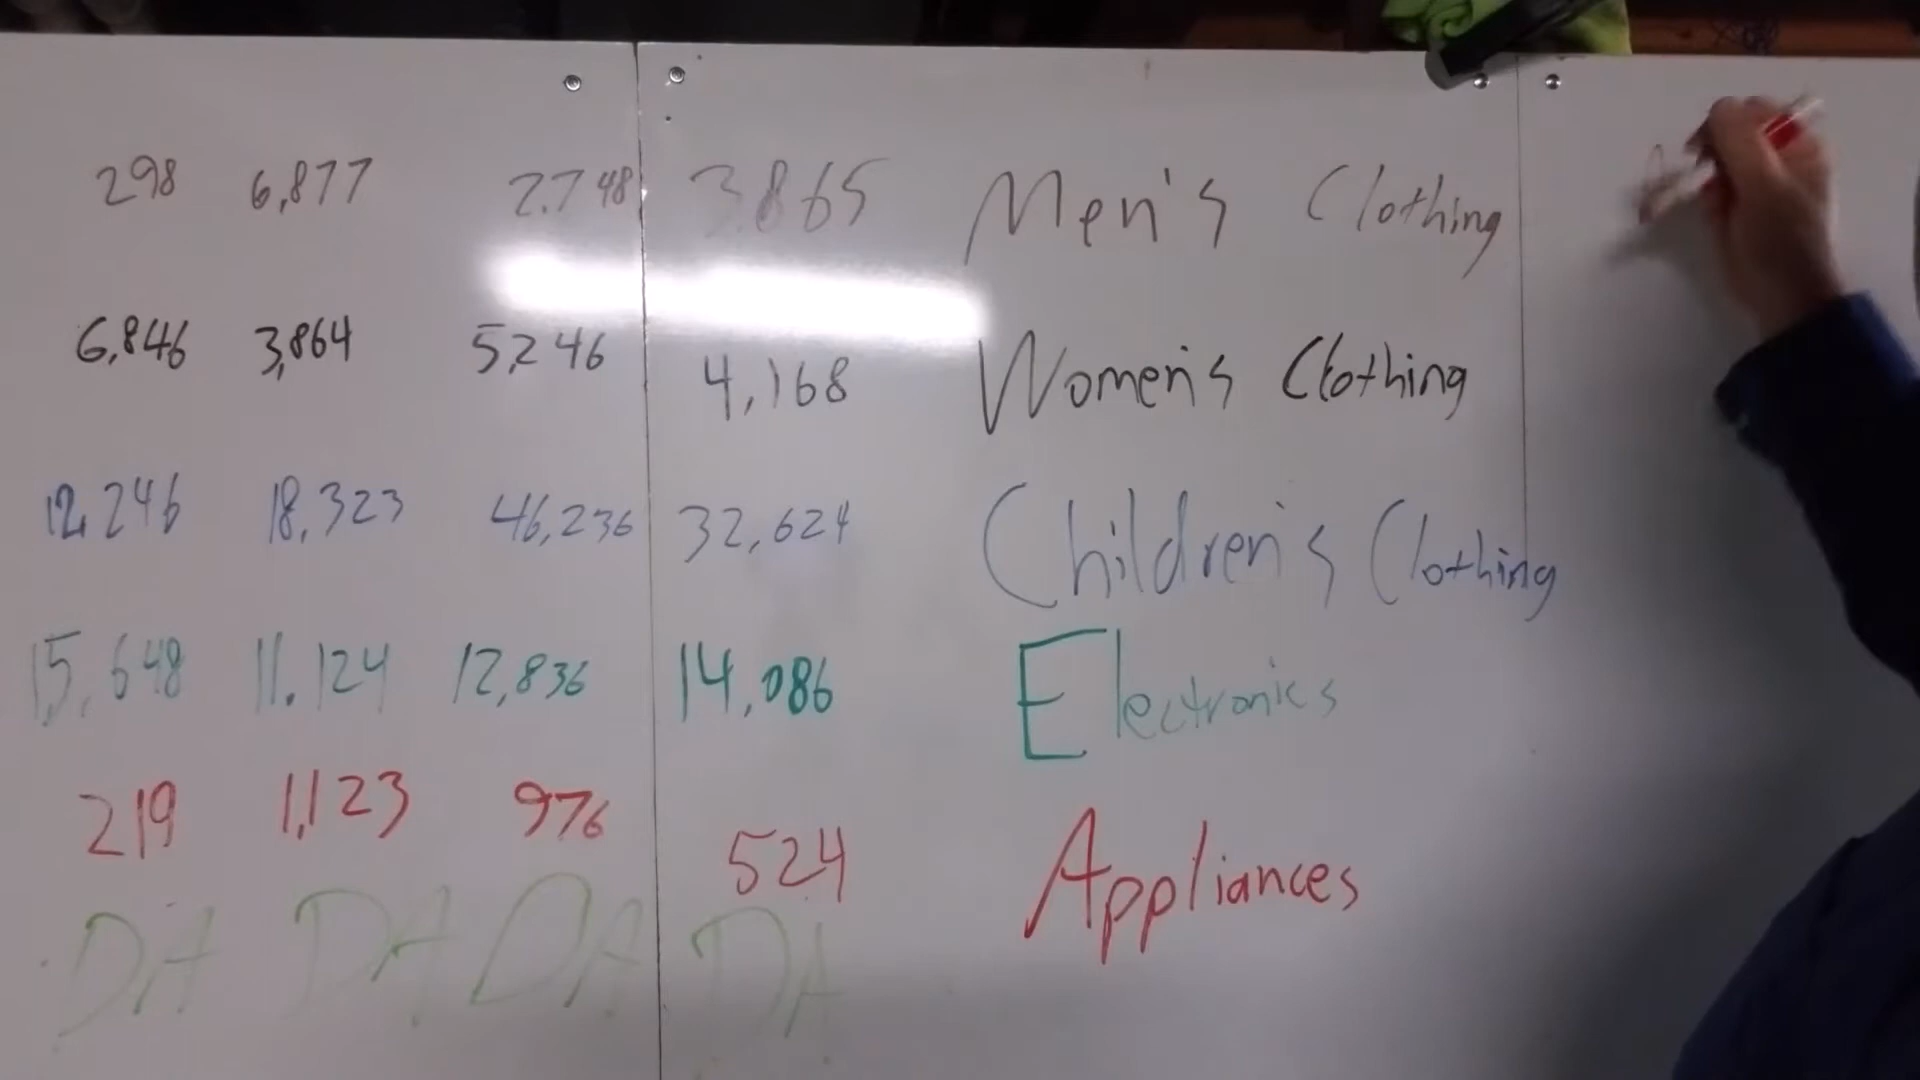 298 6,877 2.748 3.865 Men's Clothing
6,846 3,864 5,246 4,168 Women's Clothing
12,246 18,323 46,236 32,624 Children's Clothing
15,648 11.124 12,836 14,086 Electronics
219 1,123 976 524 Appliances
DA DA DA DA